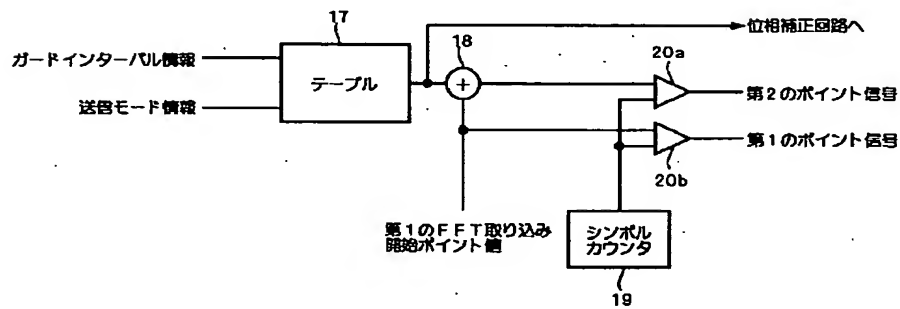 17
位相補正回路へ
18
ガードインターバル情報
20a
テーブル
+
第2のポイント信号
送信モード情報
第1のポイント信号
20b
第1のFFT取り込み
開始ポイント値
シンボル
カウンタ
19